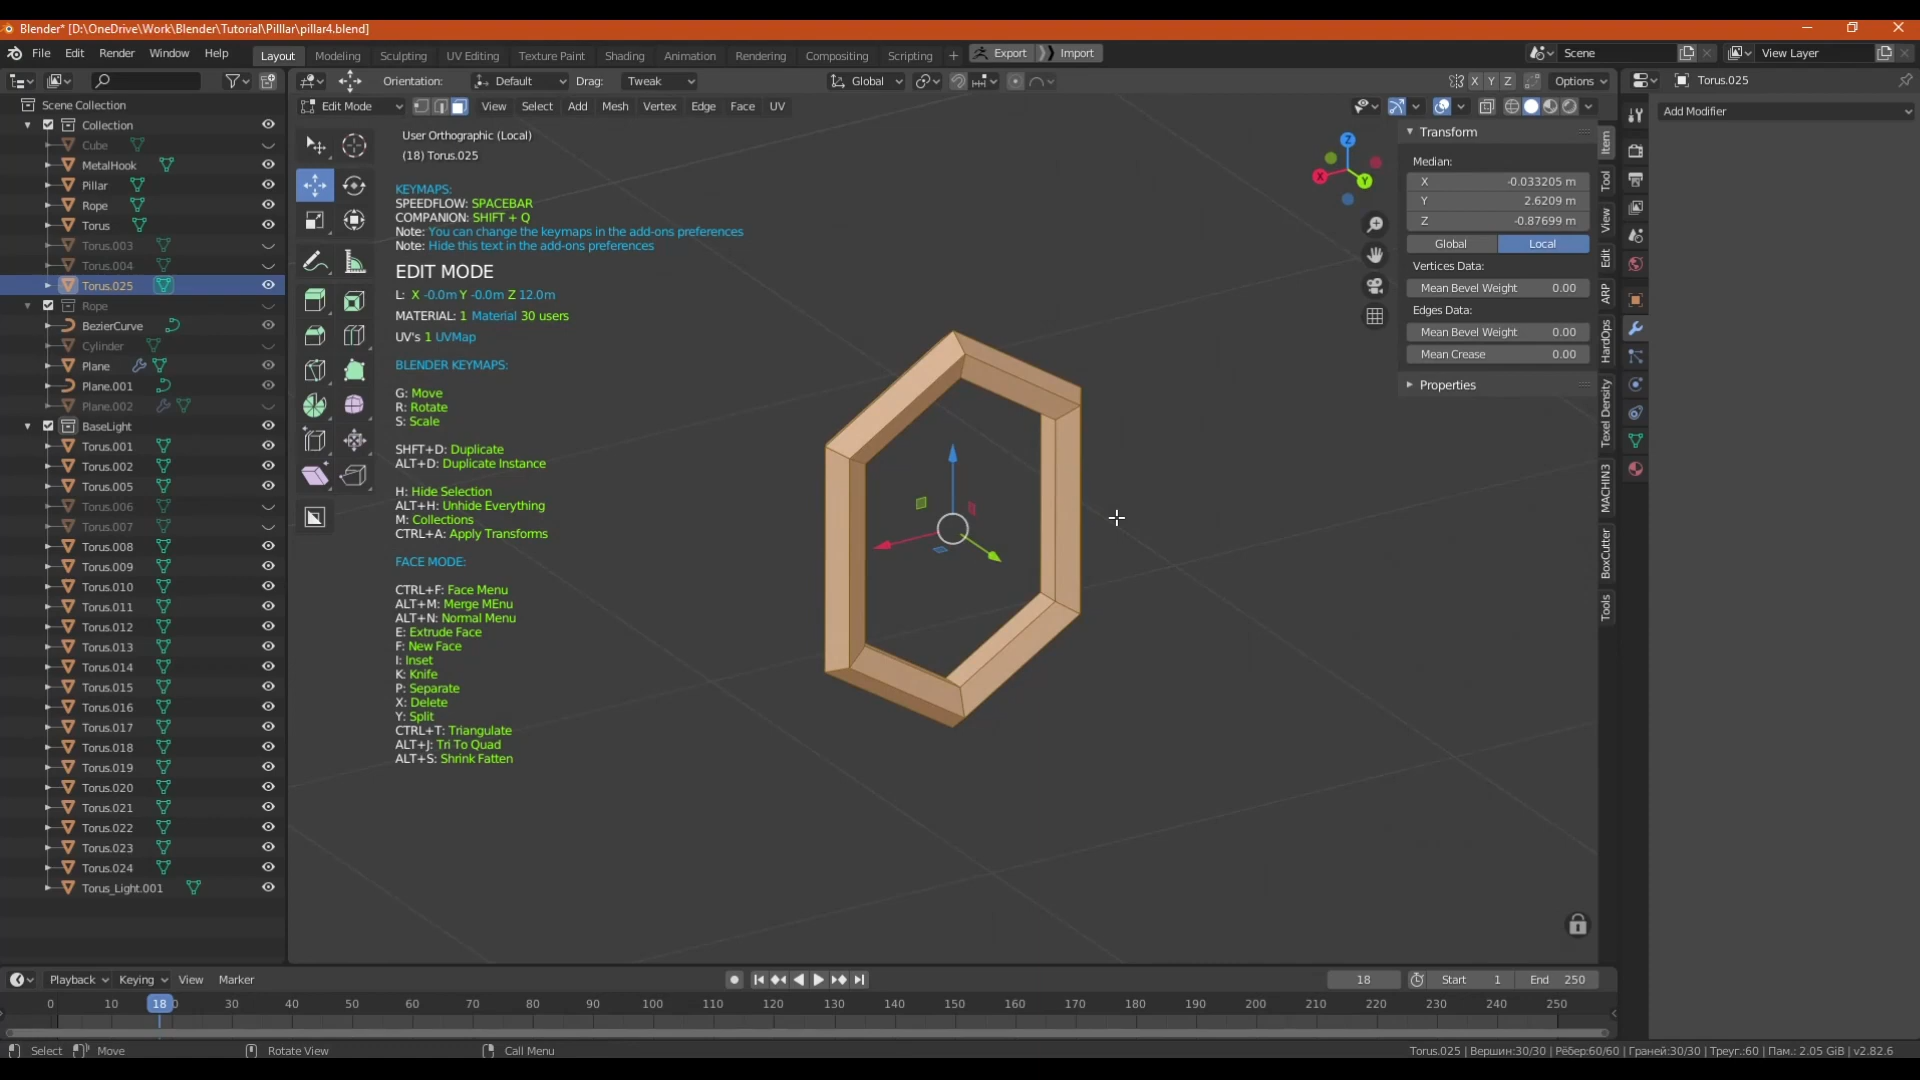 Blender* [D:\OneDrive\Work\Blender\Tutorial\Pilllar\pillar4.blend]
File Edit Render Window Help Layout Modeling Sculpting UV Editing Texture Paint Shading Animation Rendering Compositing Scripting + Export Import Scene View Layer
Orientation: Default Drag: Tweak Global X Y Z Options Torus.025
Edit Mode View Select Add Mesh Vertex Edge Face UV Add Modifier
Scene Collection
Collection
Cube
MetalHook
Pillar
Rope
Torus
Torus.003
Torus.004
Torus.025
Rope
BezierCurve
Cylinder
Plane
Plane.001
Plane.002
BaseLight
Torus.001
Torus.002
Torus.005
Torus.006
Torus.007
Torus.008
Torus.009
Torus.010
Torus.011
Torus.012
Torus.013
Torus.014
Torus.015
Torus.016
Torus.017
Torus.018
Torus.019
Torus.020
Torus.021
Torus.022
Torus.023
Torus.024
Torus_Light.001
User Orthographic (Local)
(18) Torus.025
KEYMAPS:
SPEEDFLOW: SPACEBAR
COMPANION: SHIFT + Q
Note: You can change the keymaps in the add-ons preferences
Note: Hide this text in the add-ons preferences
EDIT MODE
L: X -0.0m Y -0.0m Z 12.0m
MATERIAL: 1 Material 30 users
UV's 1 UVMap
BLENDER KEYMAPS:
G: Move
R: Rotate
S: Scale
SHFT+D: Duplicate
ALT+D: Duplicate Instance
H: Hide Selection
ALT+H: Unhide Everything
M: Collections
CTRL+A: Apply Transforms
FACE MODE:
CTRL+F: Face Menu
ALT+M: Merge MEnu
ALT+N: Normal Menu
E: Extrude Face
F: New Face
I: Inset
K: Knife
P: Separate
X: Delete
Y: Split
CTRL+T: Triangulate
ALT+J: Tri To Quad
ALT+S: Shrink Fatten
Z
X
Y
Transform
Median:
X -0.033205 m
Y 2.6209 m
Z -0.87699 m
Global Local
Vertices Data:
Mean Bevel Weight 0.00
Edges Data:
Mean Bevel Weight 0.00
Mean Crease 0.00
Properties
Item
Tool
View
Edit
ARP
HardOps
Texel Density
MACHIN3
BoxCutter
Tools
Playback Keying View Marker 18 Start 1 End 250
0 10 18 30 40 50 60 70 80 90 100 110 120 130 140 150 160 170 180 190 200 210 220 230 240 250
Select Move Rotate View Call Menu Torus.025 | Вершин:30/30 | Рёбер:60/60 | Граней:30/30 | Треуг.:60 | Пам.: 2.05 GiB | v2.82.6